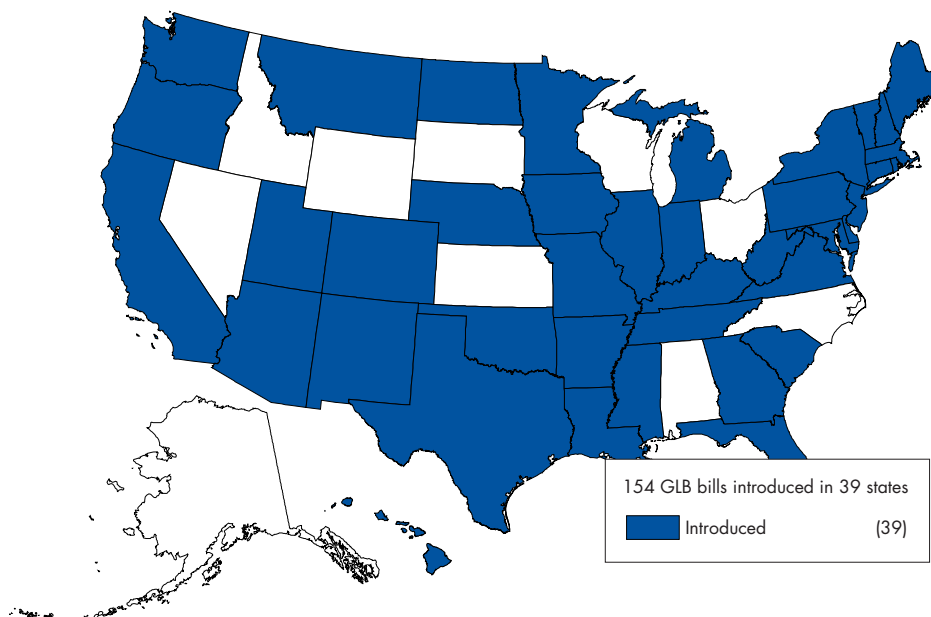 154 GLB bills introduced in 39 states
Introduced (39)